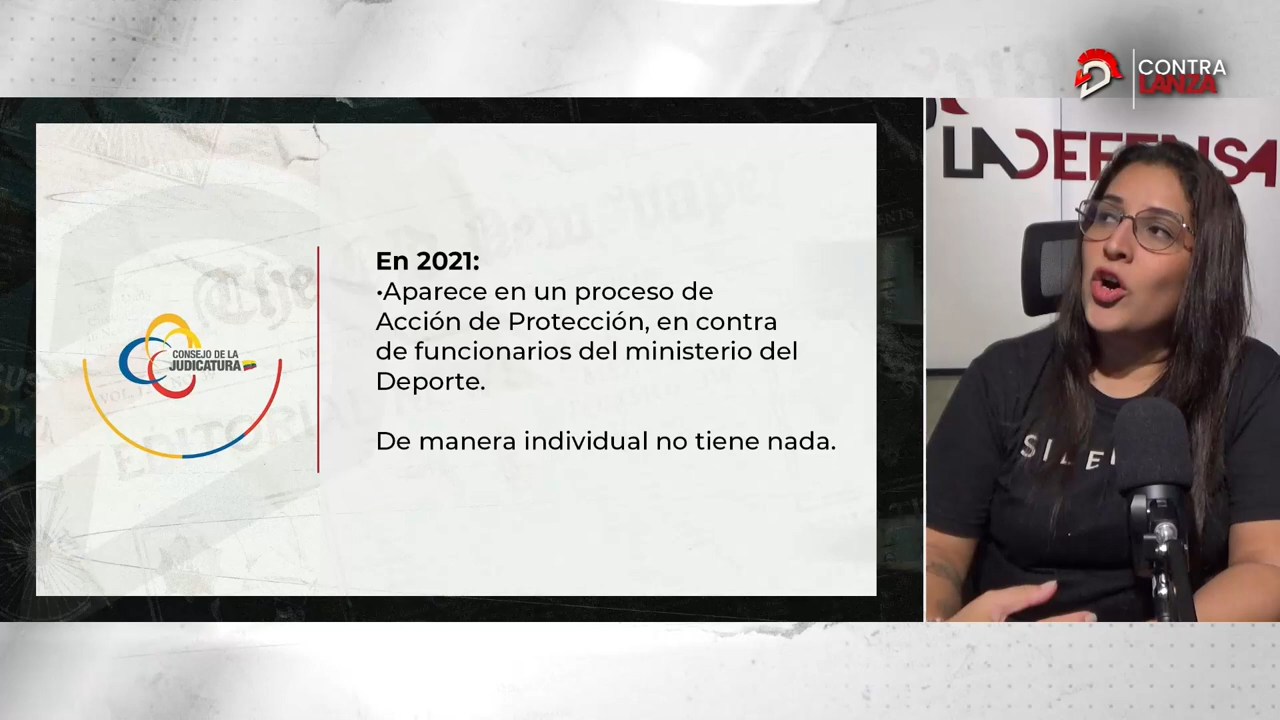 CONTRA
LANZA
LA DEFENSA
En 2021:
•Aparece en un proceso de
Acción de Protección, en contra
de funcionarios del ministerio del
Deporte.
De manera individual no tiene nada.
CONSEJO DE LA
JUDICATURA